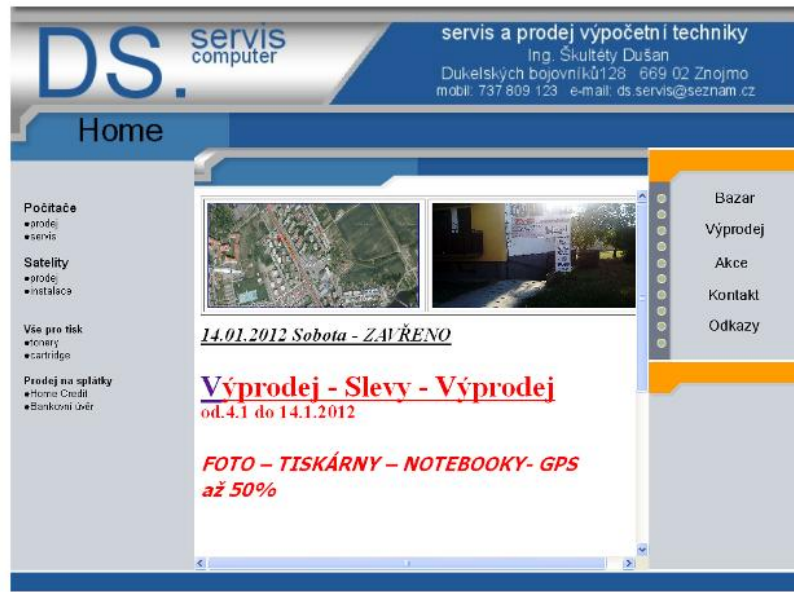 DS. servis
computer
servis a prodej výpočetní techniky
Ing. Škultéty Dušan
Dukelských bojovníků128 669 02 Znojmo
mobil: 737 809 123 e-mail: ds.servis@seznam.cz
Home
Počítače
●prodej
●servis
Satelity
●prodej
●instalace
Vše pro tisk
●tonery
●cartridge
Prodej na splátky
●Home Credit
●Bankovní úvěr
14.01.2012 Sobota - ZAVŘENO
Výprodej - Slevy - Výprodej
od.4.1 do 14.1.2012
FOTO – TISKÁRNY – NOTEBOOKY- GPS
až 50%
Bazar
Výprodej
Akce
Kontakt
Odkazy